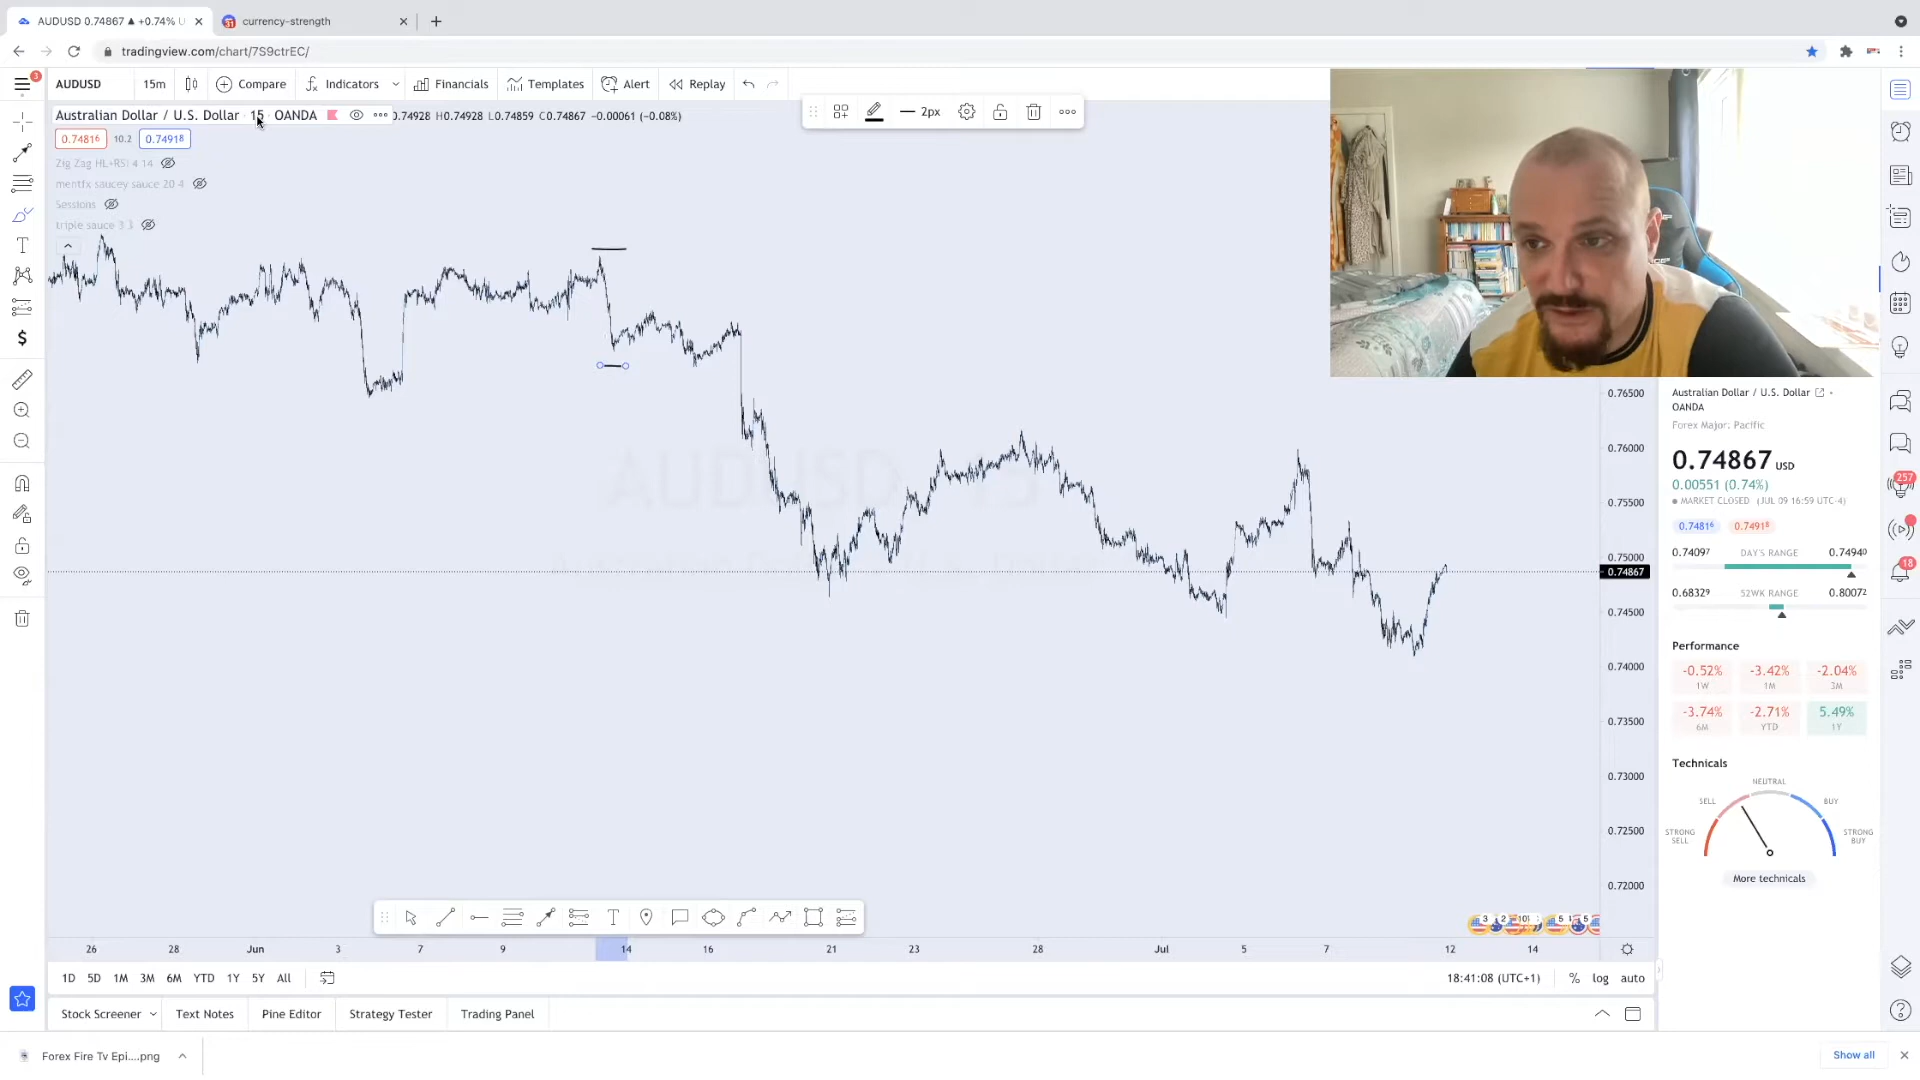 AUDUSD 0.74867 ▲ +0.74% U
currency-strength
tradingview.com/chart/7S9ctrEC/
3
AUDUSD 15m Compare Indicators Financials Templates Alert Replay
Australian Dollar / U.S. Dollar · 15 · OANDA 0.74928 H0.74928 L0.74859 C0.74867 −0.00061 (−0.08%)
2px
0.74816 10.2 0.74918
Zig Zag HL+RSI 4 14
mentfx saucey sauce 20 4
Sessions
triple sauce 3 3
AUDUSD, 15
0.76500
0.76000
0.75500
0.75000
0.74867
0.74500
0.74000
0.73500
0.73000
0.72500
0.72000
Australian Dollar / U.S. Dollar
OANDA
Forex Major: Pacific
0.74867 USD
0.00551 (0.74%)
MARKET CLOSED (JUL 09 16:59 UTC-4)
0.74816 0.74918
0.74097 DAY'S RANGE 0.74940
0.68329 52WK RANGE 0.80072
Performance
-0.52% -3.42% -2.04%
1W 1M 3M
-3.74% -2.71% 5.49%
6M YTD 1Y
Technicals
NEUTRAL
SELL BUY
STRONG SELL STRONG BUY
More technicals
257
18
26 28 Jun 3 7 9 14 16 21 23 28 Jul 5 7 12 14
1D 5D 1M 3M 6M YTD 1Y 5Y All
18:41:08 (UTC+1) % log auto
Stock Screener Text Notes Pine Editor Strategy Tester Trading Panel
Forex Fire Tv Epi....png
Show all